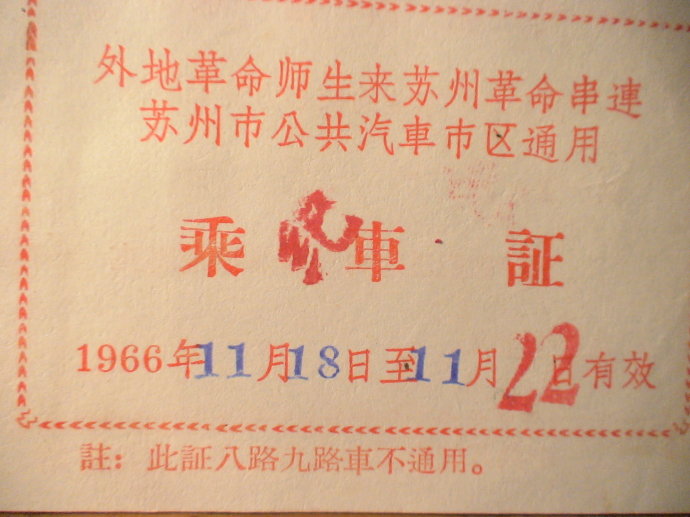 外地革命师生来苏州革命串連
苏州市公共汽車市区通用
乘車証
1966年11月18日至11月22日有效
註：此証八路九路車不通用。